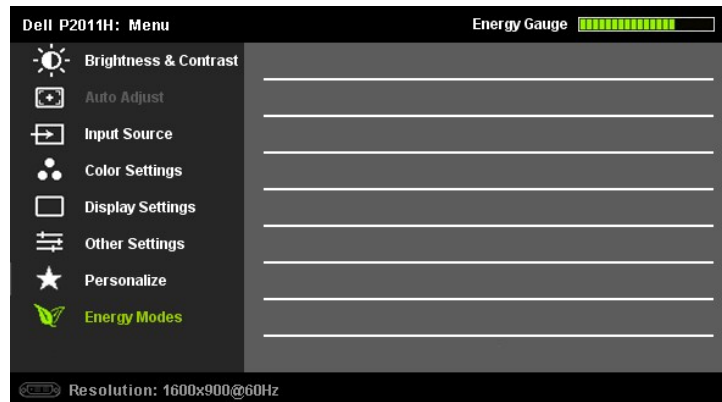 Dell P2011H: Menu
Energy Gauge
Brightness & Contrast
Auto Adjust
Input Source
Color Settings
Display Settings
Other Settings
Personalize
Energy Modes
Resolution: 1600x900@60Hz